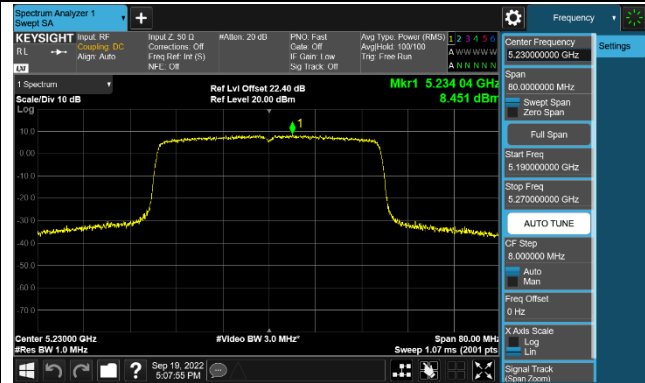 Spectrum Analyzer 1
Swept SA
+
Frequency
KEYSIGHT
RL
LXI
Input: RF
Coupling: DC
Align: Auto
Input Z: 50 Ω
Corrections: Off
Freq Ref: Int (S)
NFE: Off
#Atten: 20 dB
PNO: Fast
Gate: Off
IF Gain: Low
Sig Track: Off
Avg Type: Power (RMS)
Avg|Hold: 100/100
Trig: Free Run
1 2 3 4 5 6
A W W W W W
A N N N N N
1 Spectrum
Scale/Div 10 dB
Log
Ref Lvl Offset 22.40 dB
Ref Level 20.00 dBm
Mkr1 5.234 04 GHz
8.451 dBm
1
10.0
0.00
-10.0
-20.0
-30.0
-40.0
-50.0
-60.0
-70.0
Center 5.23000 GHz
#Res BW 1.0 MHz
#Video BW 3.0 MHz*
Span 80.00 MHz
Sweep 1.07 ms (2001 pts)
?
Sep 19, 2022
5:07:55 PM
Center Frequency
5.230000000 GHz
Settings
Span
80.0000000 MHz
Swept Span
Zero Span
Full Span
Start Freq
5.190000000 GHz
Stop Freq
5.270000000 GHz
AUTO TUNE
CF Step
8.000000 MHz
Auto
Man
Freq Offset
0 Hz
X Axis Scale
Log
Lin
Signal Track
(Span Zoom)